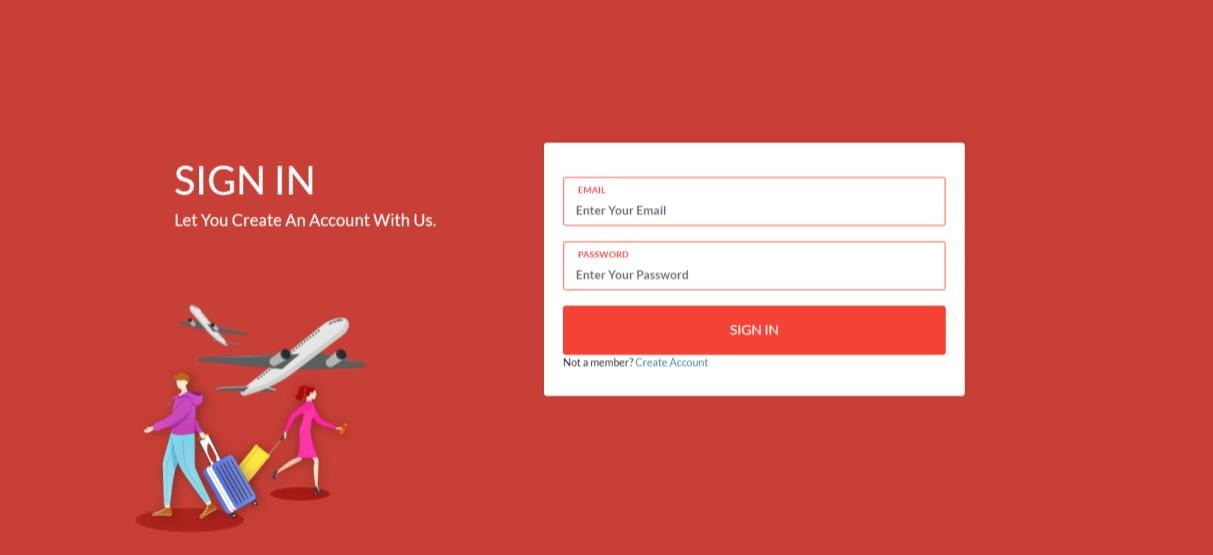 SIGN IN
Let You Create An Account With Us.
EMAIL
Enter Your Email
PASSWORD
Enter Your Password
SIGN IN
Not a member? Create Account